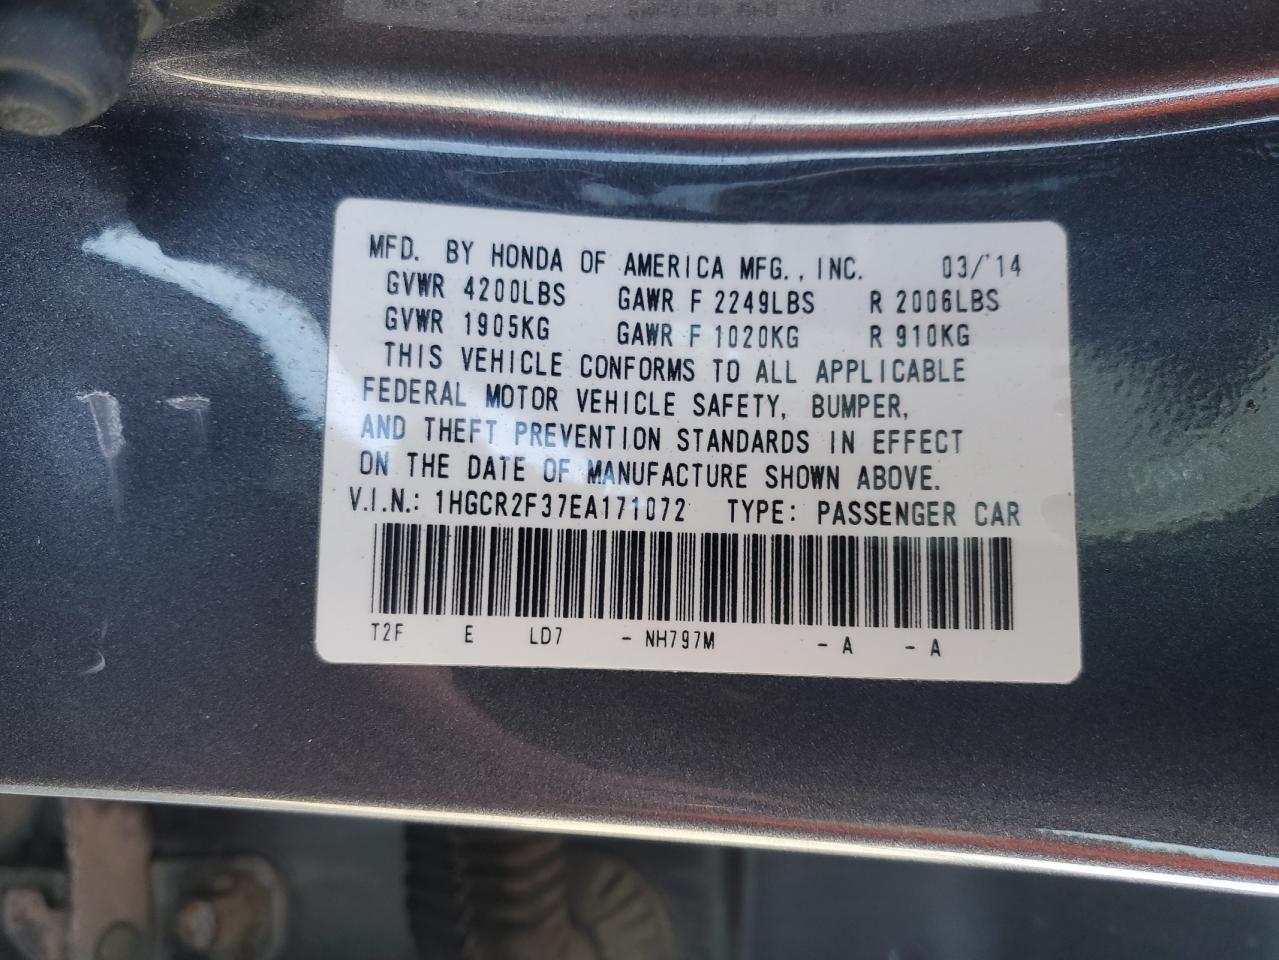 MFD. BY HONDA OF AMERICA MFG., INC. 03/'14
GVWR 4200LBS GAWR F 2249LBS R 2006LBS
GVWR 1905KG GAWR F 1020KG R 910KG
THIS VEHICLE CONFORMS TO ALL APPLICABLE
FEDERAL MOTOR VEHICLE SAFETY, BUMPER,
AND THEFT PREVENTION STANDARDS IN EFFECT
ON THE DATE OF MANUFACTURE SHOWN ABOVE.
V.I.N.: 1HGCR2F37EA171072 TYPE: PASSENGER CAR
T2F E LD7 - NH797M - A - A